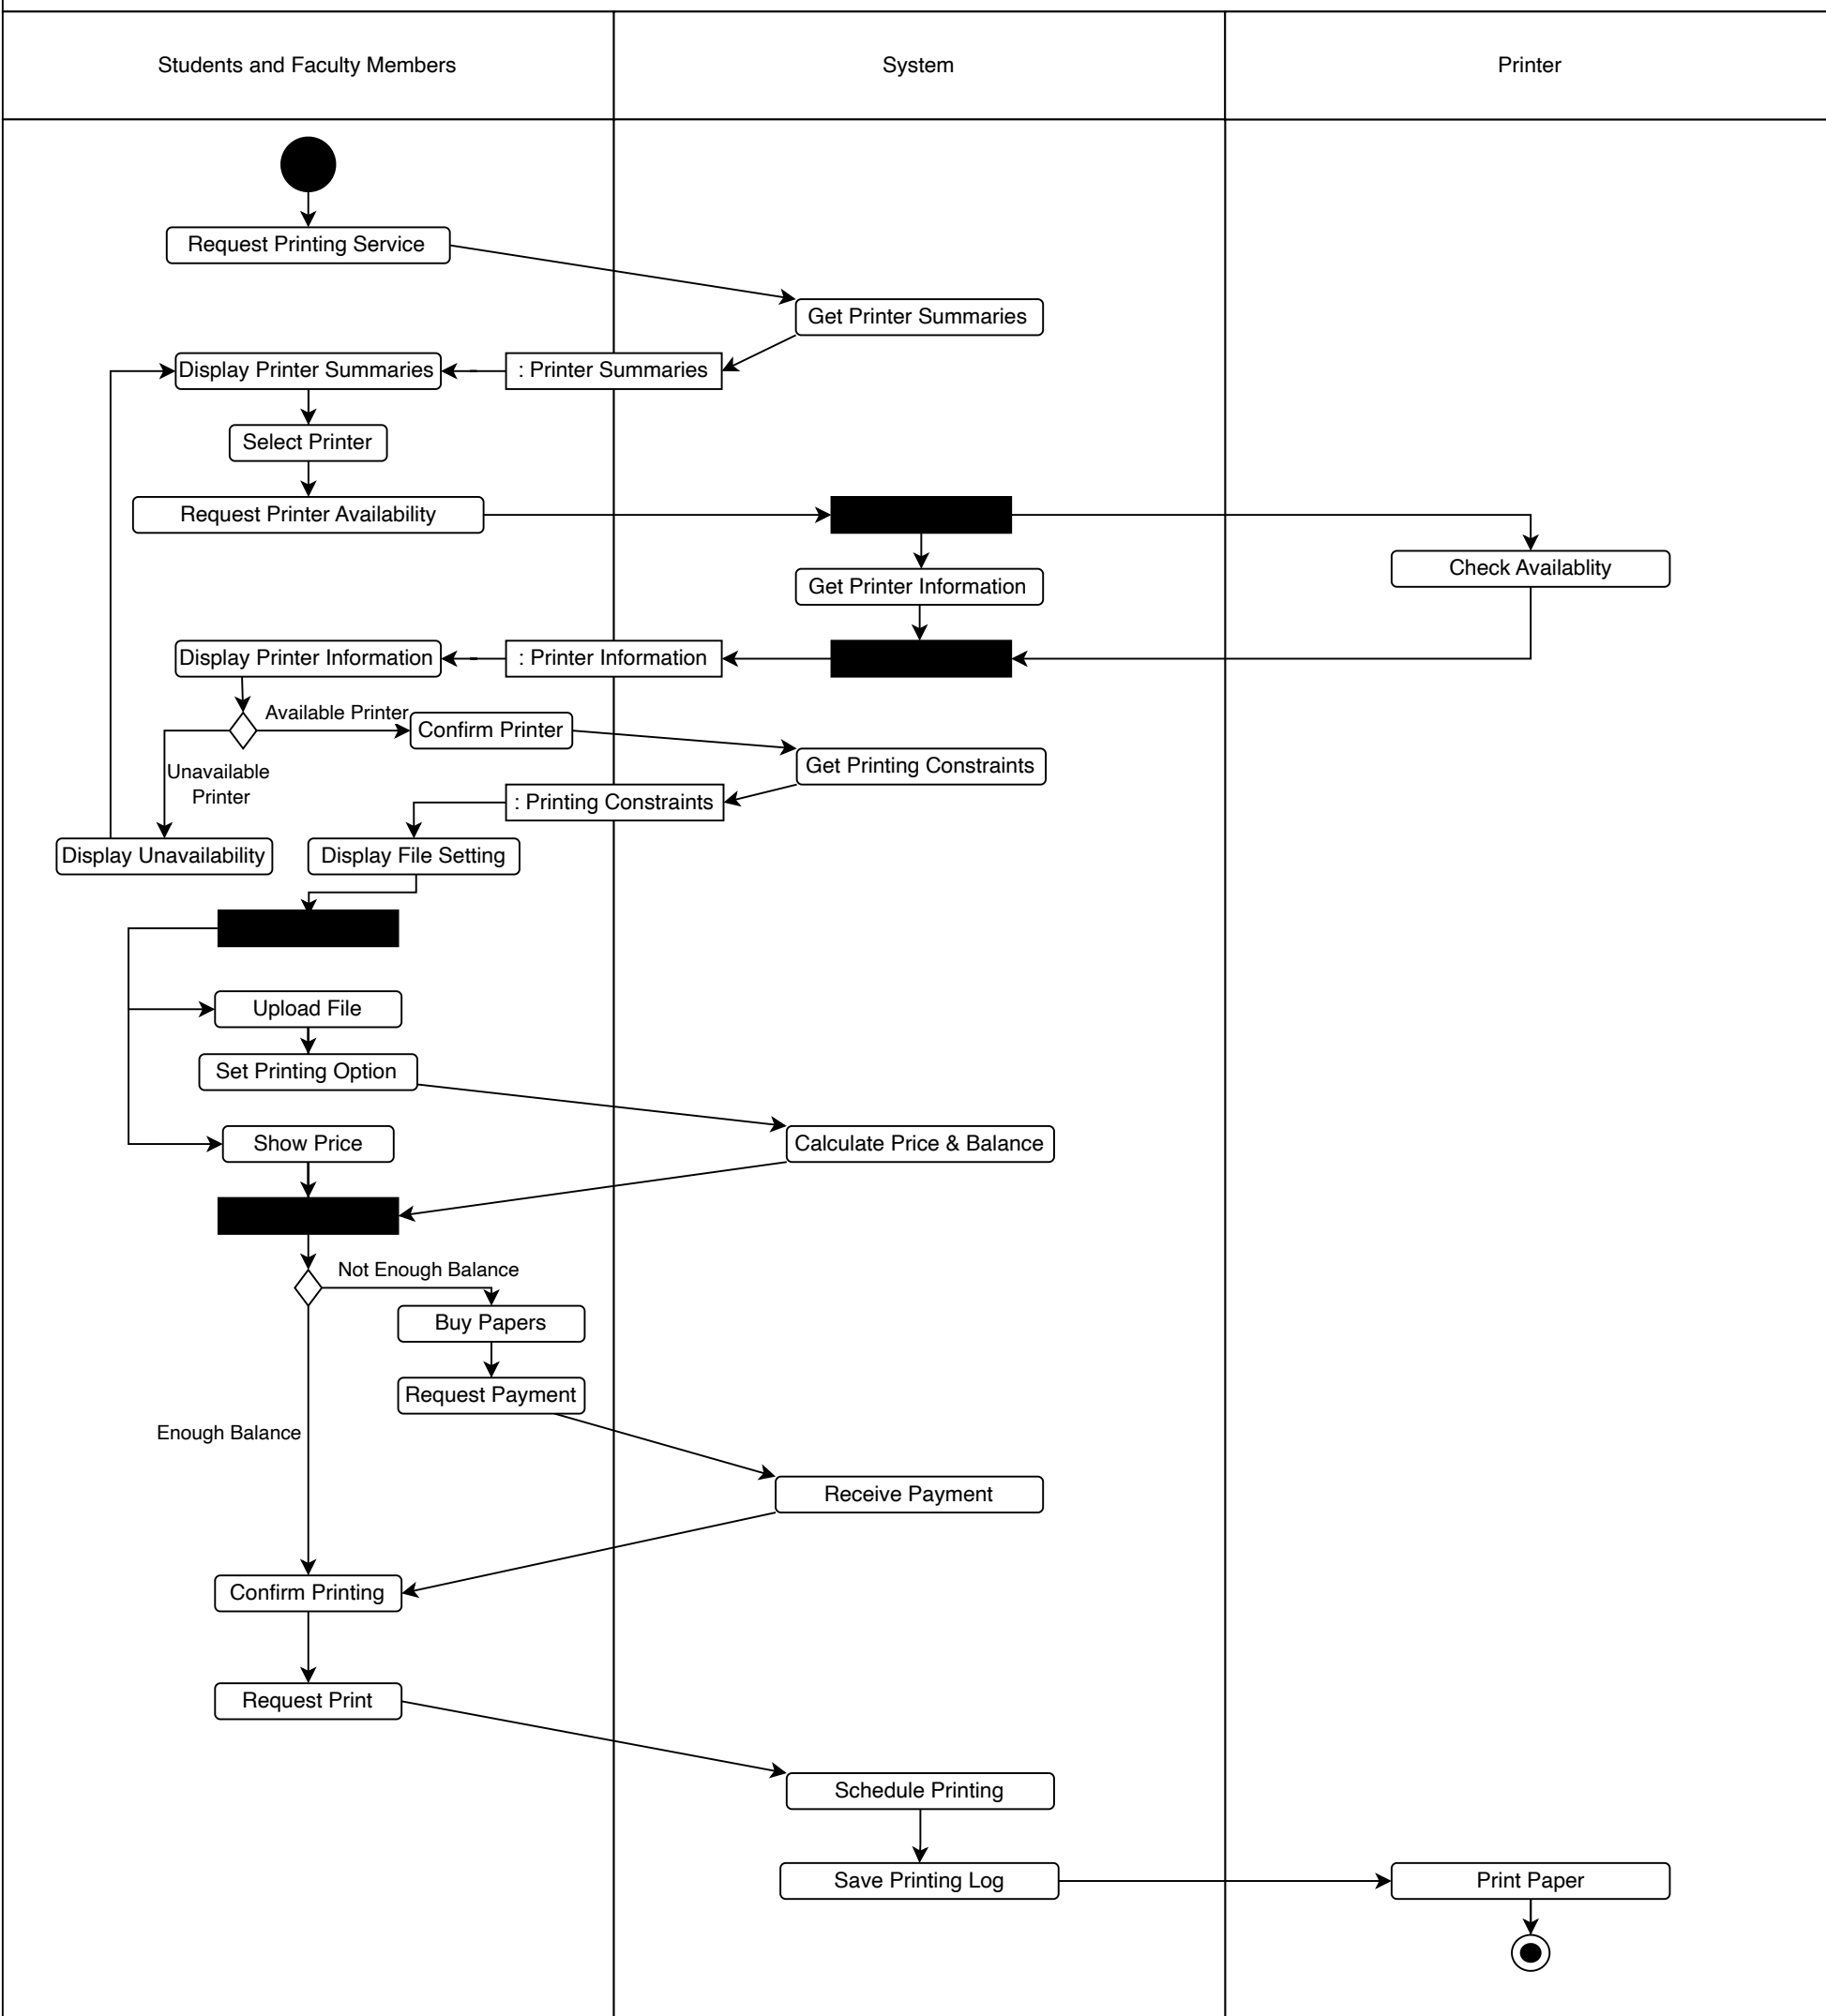 Students and Faculty Members
System
Printer
Request Printing Service
Get Printer Summaries
Display Printer Summaries
: Printer Summaries
Select Printer
Request Printer Availability
Check Availablity
Get Printer Information
Display Printer Information
: Printer Information
Available Printer
Confirm Printer
Get Printing Constraints
Unavailable
Printer
: Printing Constraints
Display Unavailability
Display File Setting
Upload File
Set Printing Option
Show Price
Calculate Price & Balance
Not Enough Balance
Buy Papers
Request Payment
Enough Balance
Receive Payment
Confirm Printing
Request Print
Schedule Printing
Save Printing Log
Print Paper